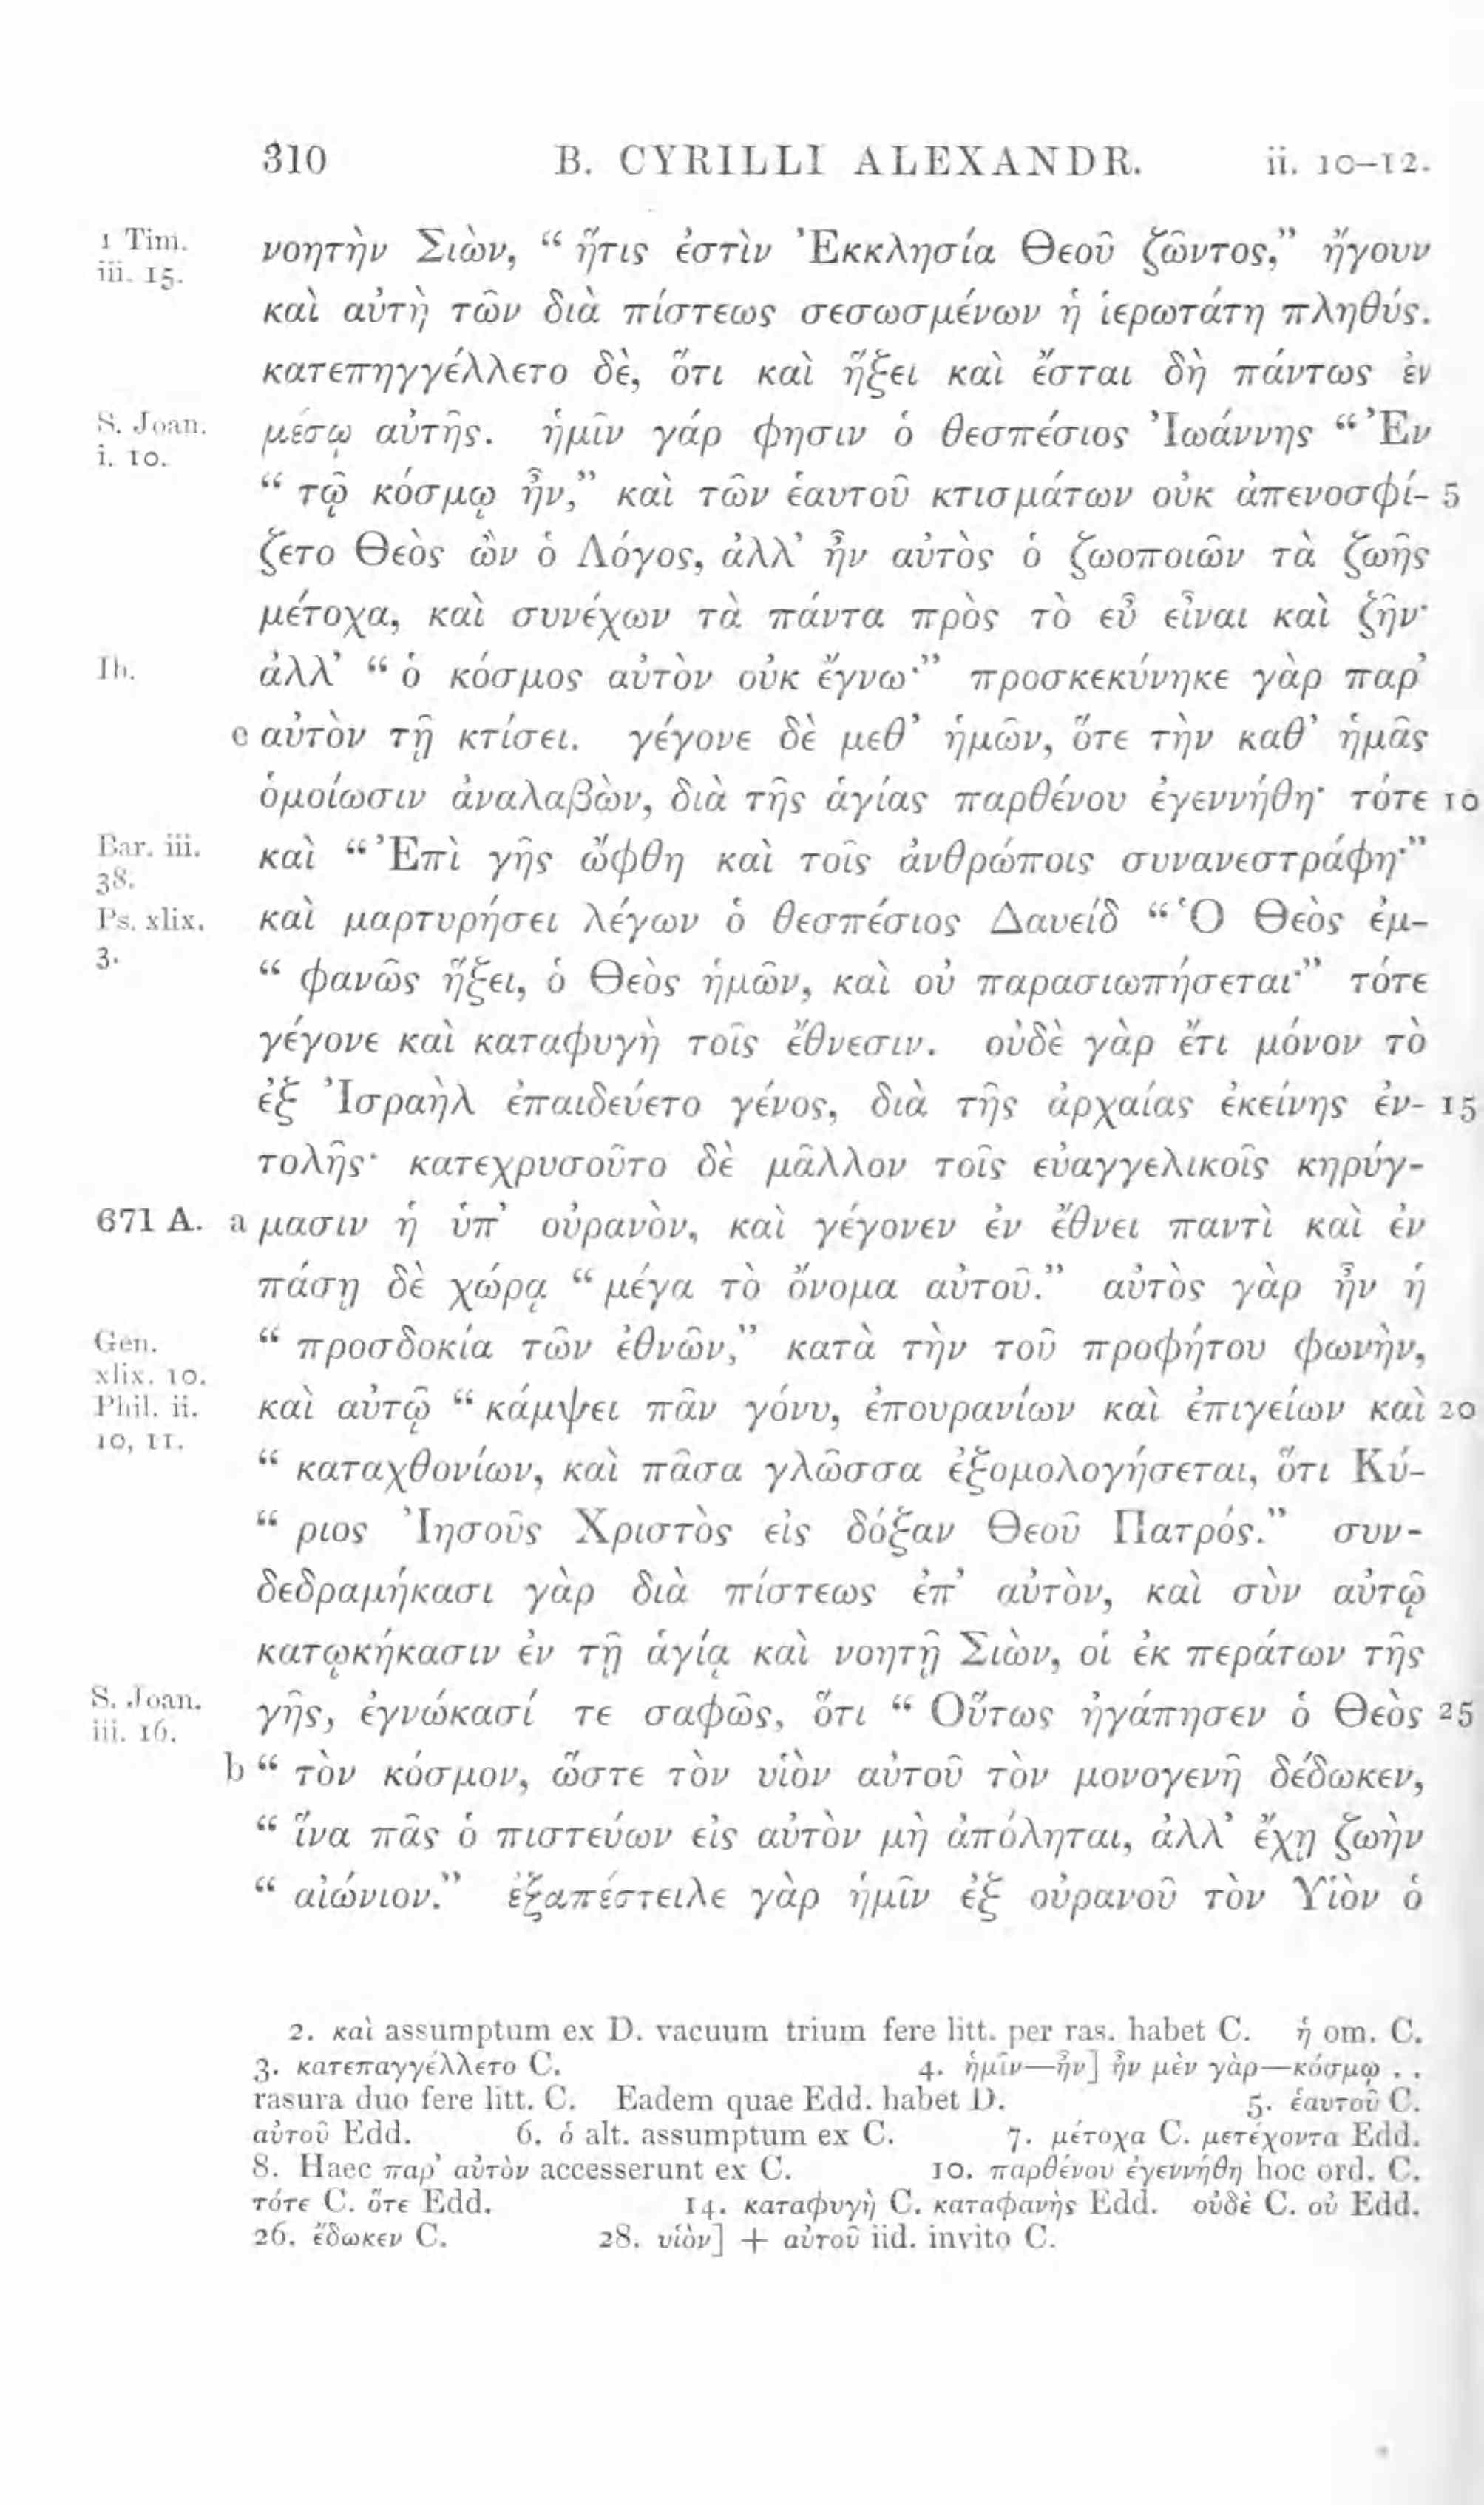 310 B. CYRILLI ALEXANDR. ii. 10–12.
1 Tim. νοητὴν Σιὼν, “ ἥτις ἐστὶν Ἐκκλησία Θεοῦ ζῶντος,” ἤγουν
iii. 15.
καὶ αὐτὴ τῶν διὰ πίστεως σεσωσμένων ἡ ἱερωτάτη πληθύς.
κατεπηγγέλλετο δὲ, ὅτι καὶ ἥξει καὶ ἔσται δὴ πάντως ἐν
S. Joan. μέσῳ αὐτῆς. ἡμῖν γάρ φησιν ὁ θεσπέσιος Ἰωάννης “ Ἐν
i. 10.
“ τῷ κόσμῳ ἦν,” καὶ τῶν ἑαυτοῦ κτισμάτων οὐκ ἀπενοσφί- 5
ζετο Θεὸς ὢν ὁ Λόγος, ἀλλ’ ἦν αὐτὸς ὁ ζωοποιῶν τὰ ζωῆς
μέτοχα, καὶ συνέχων τὰ πάντα πρὸς τὸ εὖ εἶναι καὶ ζῆν·
Ib. ἀλλ’ “ ὁ κόσμος αὐτὸν οὐκ ἔγνω·” προσκεκύνηκε γὰρ παρ’
e αὐτὸν τῇ κτίσει. γέγονε δὲ μεθ’ ἡμῶν, ὅτε τὴν καθ’ ἡμᾶς
ὁμοίωσιν ἀναλαβὼν, διὰ τῆς ἁγίας παρθένου ἐγεννήθη· τότε 10
Bar. iii. καὶ “ Ἐπὶ γῆς ὤφθη καὶ τοῖς ἀνθρώποις συνανεστράφη·”
38.
Ps. xlix. καὶ μαρτυρήσει λέγων ὁ θεσπέσιος Δαυείδ “ Ὁ Θεὸς ἐμ-
3. “ φανῶς ἥξει, ὁ Θεὸς ἡμῶν, καὶ οὐ παρασιωπήσεται·” τότε
γέγονε καὶ καταφυγὴ τοῖς ἔθνεσιν. οὐδὲ γὰρ ἔτι μόνον τὸ
ἐξ Ἰσραὴλ ἐπαιδεύετο γένος, διὰ τῆς ἀρχαίας ἐκείνης ἐν- 15
τολῆς· κατεχρυσοῦτο δὲ μᾶλλον τοῖς εὐαγγελικοῖς κηρύγ-
671 A. a μασιν ἡ ὑπ’ οὐρανὸν, καὶ γέγονεν ἐν ἔθνει παντὶ καὶ ἐν
πάσῃ δὲ χώρᾳ “ μέγα τὸ ὄνομα αὐτοῦ.” αὐτὸς γὰρ ἦν ἡ
Gen. “ προσδοκία τῶν ἐθνῶν,” κατὰ τὴν τοῦ προφήτου φωνὴν,
xlix. 10.
Phil. ii. καὶ αὐτῷ “ κάμψει πᾶν γόνυ, ἐπουρανίων καὶ ἐπιγείων καὶ 20
10, 11.
“ καταχθονίων, καὶ πᾶσα γλῶσσα ἐξομολογήσεται, ὅτι Κύ-
“ ριος Ἰησοῦς Χριστὸς εἰς δόξαν Θεοῦ Πατρός.” συν-
δεδραμήκασι γὰρ διὰ πίστεως ἐπ’ αὐτὸν, καὶ σὺν αὐτῷ
κατῳκήκασιν ἐν τῇ ἁγίᾳ καὶ νοητῇ Σιὼν, οἱ ἐκ περάτων τῆς
S. Joan. γῆς, ἐγνώκασί τε σαφῶς, ὅτι “ Οὕτως ἠγάπησεν ὁ Θεὸς 25
iii. 16.
b “ τὸν κόσμον, ὥστε τὸν υἱὸν αὐτοῦ τὸν μονογενῆ δέδωκεν,
“ ἵνα πᾶς ὁ πιστεύων εἰς αὐτὸν μὴ ἀπόληται, ἀλλ’ ἔχῃ ζωὴν
“ αἰώνιον.” ἐξαπέστειλε γὰρ ἡμῖν ἐξ οὐρανοῦ τὸν Υἱὸν ὁ
2. καὶ assumptum ex D. vacuum trium fere litt. per ras. habet C. ἡ om. C.
3. κατεπαγγέλλετο C. 4. ἡμῖν—ἦν] ἦν μὲν γὰρ—κόσμῳ . .
rasura duo fere litt. C. Eadem quae Edd. habet D. 5. ἑαυτοῦ C.
αὐτοῦ Edd. 6. ὁ alt. assumptum ex C. 7. μέτοχα C. μετέχοντα Edd.
8. Haec παρ’ αὐτὸν accesserunt ex C. 10. παρθένου ἐγεννήθη hoc ord. C.
τότε C. ὅτε Edd. 14. καταφυγὴ C. καταφανὴς Edd. οὐδὲ C. οὐ Edd.
26. ἔδωκεν C. 28. υἱὸν] + αὐτοῦ iid. invito C.